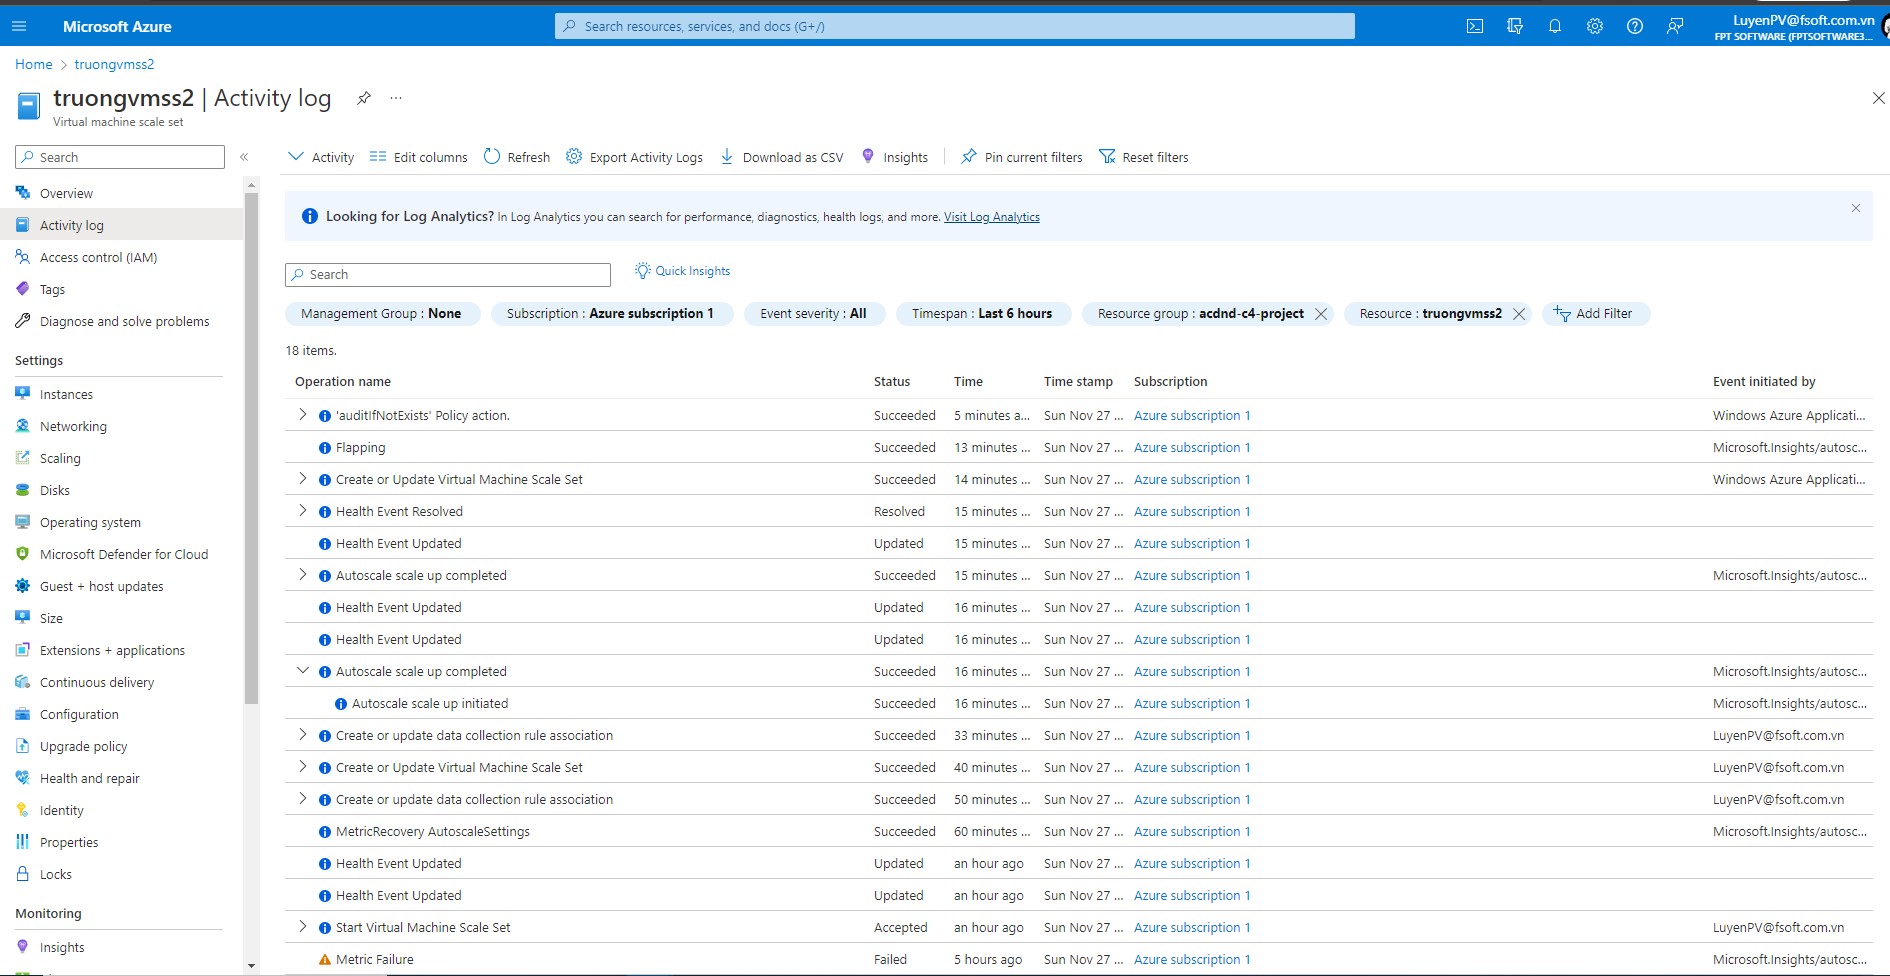 Microsoft Azure
Search resources, services, and docs (G+/)
LuyenPV@fsoft.com.vn
FPT SOFTWARE (FPTSOFTWARE3...
Home > truongvmss2
truongvmss2 | Activity log
Virtual machine scale set
Search
Overview
Activity log
Access control (IAM)
Tags
Diagnose and solve problems
Settings
Instances
Networking
Scaling
Disks
Operating system
Microsoft Defender for Cloud
Guest + host updates
Size
Extensions + applications
Continuous delivery
Configuration
Upgrade policy
Health and repair
Identity
Properties
Locks
Monitoring
Insights
Activity Edit columns Refresh Export Activity Logs Download as CSV Insights Pin current filters Reset filters
Looking for Log Analytics? In Log Analytics you can search for performance, diagnostics, health logs, and more. Visit Log Analytics
Search Quick Insights
Management Group : None Subscription : Azure subscription 1 Event severity : All Timespan : Last 6 hours Resource group : acdnd-c4-project Resource : truongvmss2 Add Filter
18 items.
Operation name Status Time Time stamp Subscription Event initiated by
'auditIfNotExists' Policy action. Succeeded 5 minutes a... Sun Nov 27 ... Azure subscription 1 Windows Azure Applicati...
Flapping Succeeded 13 minutes ... Sun Nov 27 ... Azure subscription 1 Microsoft.Insights/autosc...
Create or Update Virtual Machine Scale Set Succeeded 14 minutes ... Sun Nov 27 ... Azure subscription 1 Windows Azure Applicati...
Health Event Resolved Resolved 15 minutes ... Sun Nov 27 ... Azure subscription 1
Health Event Updated Updated 15 minutes ... Sun Nov 27 ... Azure subscription 1
Autoscale scale up completed Succeeded 15 minutes ... Sun Nov 27 ... Azure subscription 1 Microsoft.Insights/autosc...
Health Event Updated Updated 16 minutes ... Sun Nov 27 ... Azure subscription 1
Health Event Updated Updated 16 minutes ... Sun Nov 27 ... Azure subscription 1
Autoscale scale up completed Succeeded 16 minutes ... Sun Nov 27 ... Azure subscription 1 Microsoft.Insights/autosc...
Autoscale scale up initiated Succeeded 16 minutes ... Sun Nov 27 ... Azure subscription 1 Microsoft.Insights/autosc...
Create or update data collection rule association Succeeded 33 minutes ... Sun Nov 27 ... Azure subscription 1 LuyenPV@fsoft.com.vn
Create or Update Virtual Machine Scale Set Succeeded 40 minutes ... Sun Nov 27 ... Azure subscription 1 LuyenPV@fsoft.com.vn
Create or update data collection rule association Succeeded 50 minutes ... Sun Nov 27 ... Azure subscription 1 LuyenPV@fsoft.com.vn
MetricRecovery AutoscaleSettings Succeeded 60 minutes ... Sun Nov 27 ... Azure subscription 1 Microsoft.Insights/autosc...
Health Event Updated Updated an hour ago Sun Nov 27 ... Azure subscription 1
Health Event Updated Updated an hour ago Sun Nov 27 ... Azure subscription 1
Start Virtual Machine Scale Set Accepted an hour ago Sun Nov 27 ... Azure subscription 1 LuyenPV@fsoft.com.vn
Metric Failure Failed 5 hours ago Sun Nov 27 ... Azure subscription 1 Microsoft.Insights/autosc...